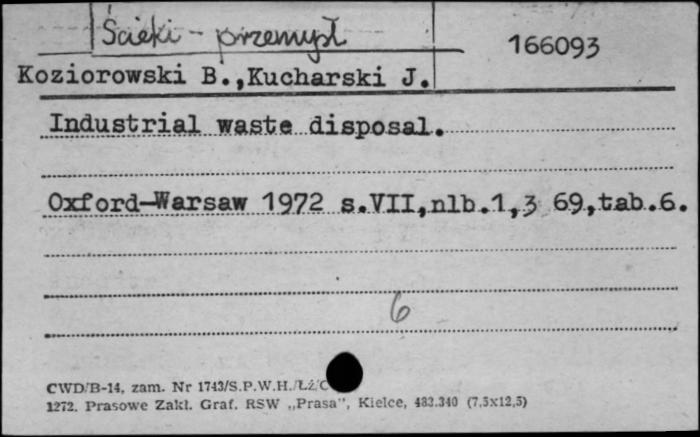 Ścieki - przemysł
166093
Koziorowski B.,Kucharski J.
Industrial waste disposal.
Oxford-Warsaw 1972 s.VII,nlb.1,3 69,tab.6.
6
CWD/B-14, zam. Nr 1743/S.P.W.H./Łź/C
1272. Prasowe Zakł. Graf. RSW „Prasa”, Kielce, 483.340 (7,5x12,5)